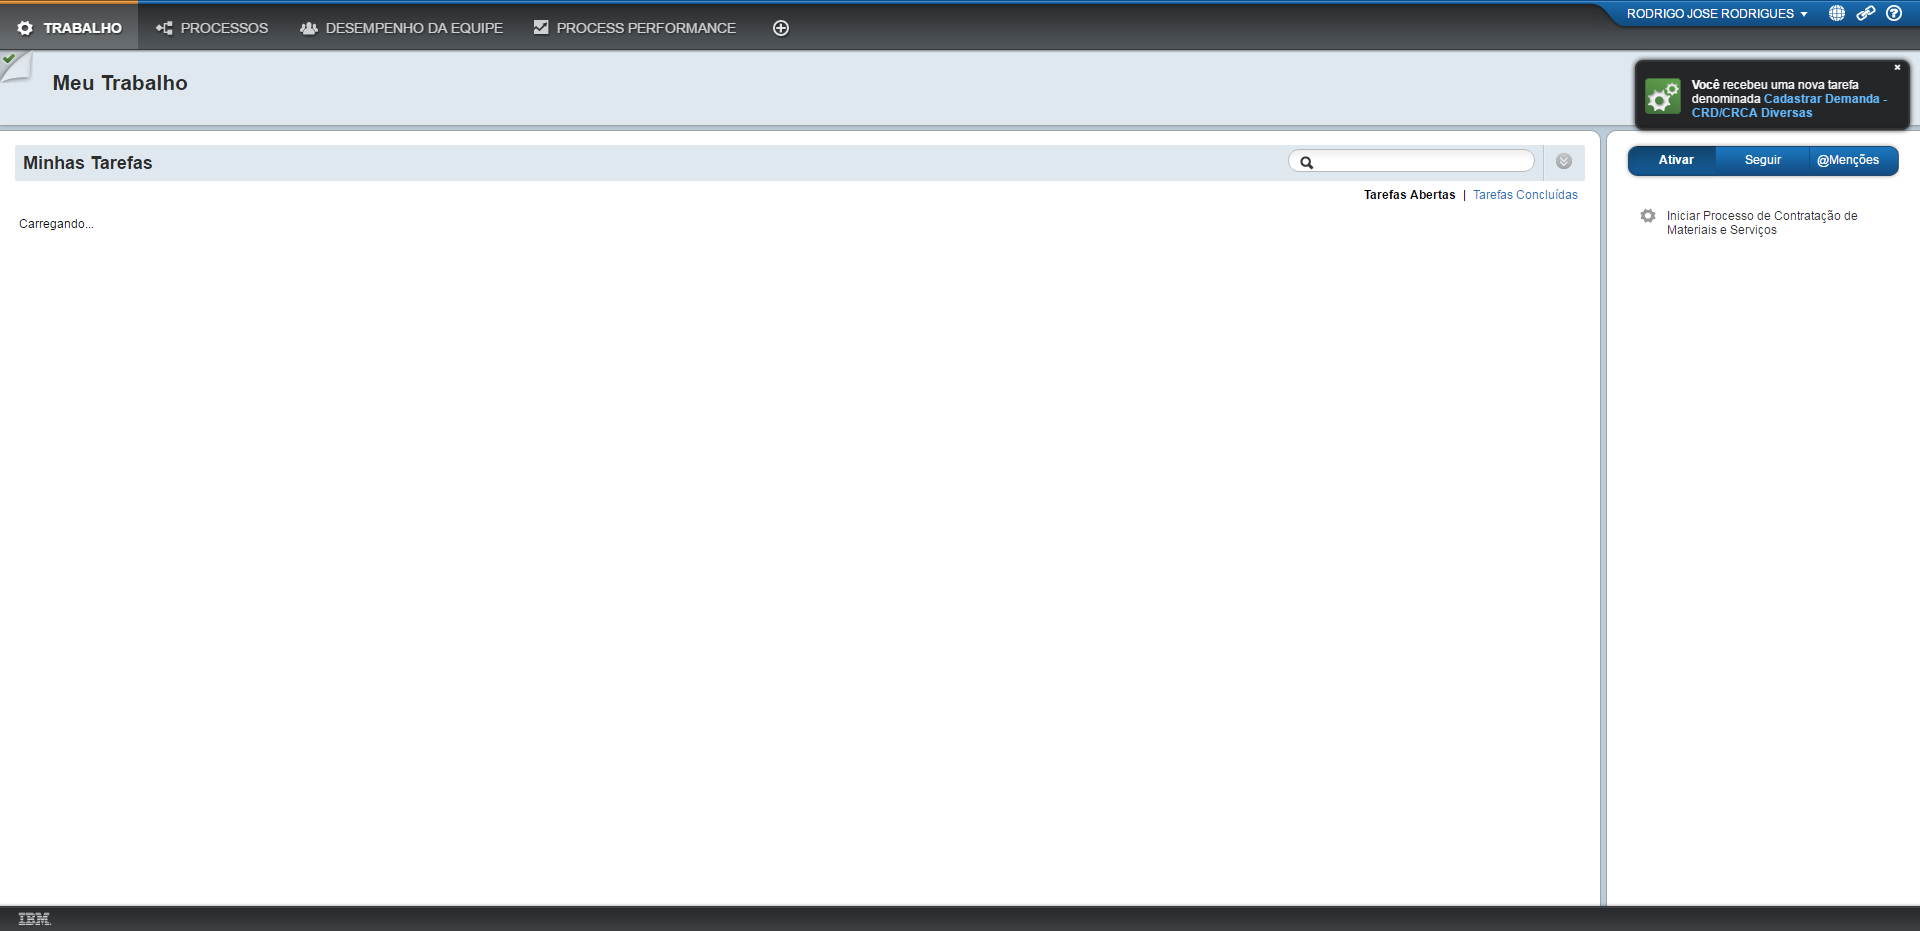 TRABALHO PROCESSOS DESEMPENHO DA EQUIPE PROCESS PERFORMANCE RODRIGO JOSE RODRIGUES
Meu Trabalho
Você recebeu uma nova tarefa
denominada Cadastrar Demanda -
CRD/CRCA Diversas
Minhas Tarefas
Tarefas Abertas | Tarefas Concluídas
Carregando...
Ativar Seguir @Menções
Iniciar Processo de Contratação de
Materiais e Serviços
IBM